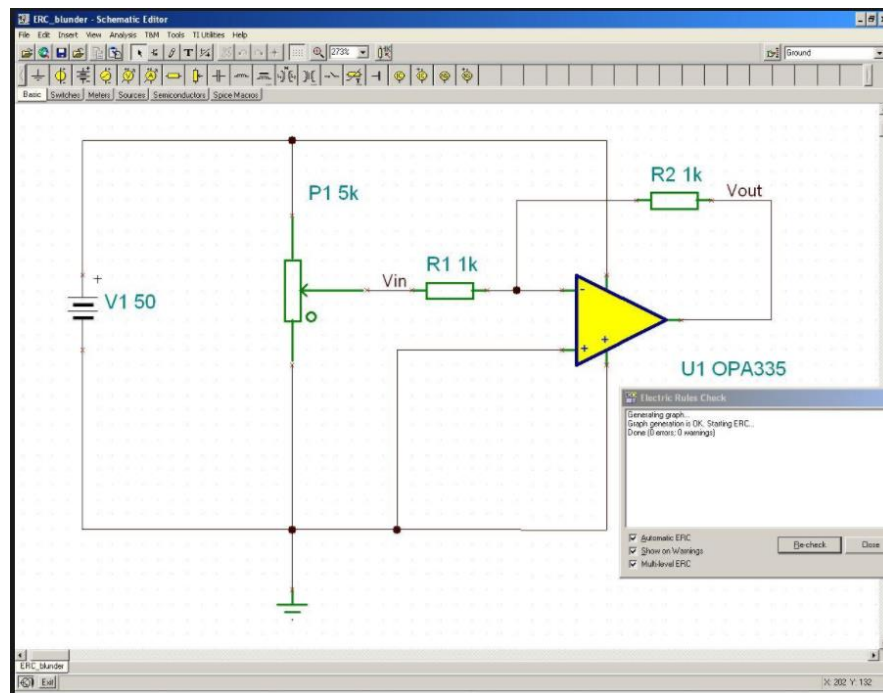 ERC_blunder - Schematic Editor
File Edit Insert View Analysis T&M Tools TI Utilities Help
T 273% Ground
Basic Switches Meters Sources Semiconductors Spice Macros
R2 1k
Vout
P1 5k
R1 1k
Vin
+
V1 50
-
+
+
U1 OPA335
Electric Rules Check
Generating graph...
Graph generation is OK. Starting ERC...
Done (0 errors; 0 warnings)
Automatic ERC
Show on Warnings
Multi-level ERC
Re-check Close
ERC_blunder
Exit X: 202 Y: 132